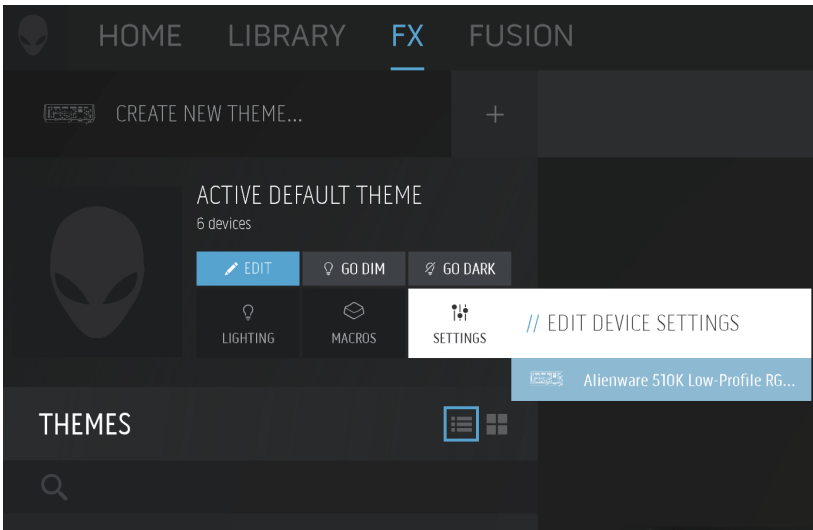 HOME LIBRARY FX FUSION
CREATE NEW THEME...
ACTIVE DEFAULT THEME
6 devices
EDIT GO DIM GO DARK
LIGHTING MACROS SETTINGS // EDIT DEVICE SETTINGS
Alienware 510K Low-Profile RG...
THEMES